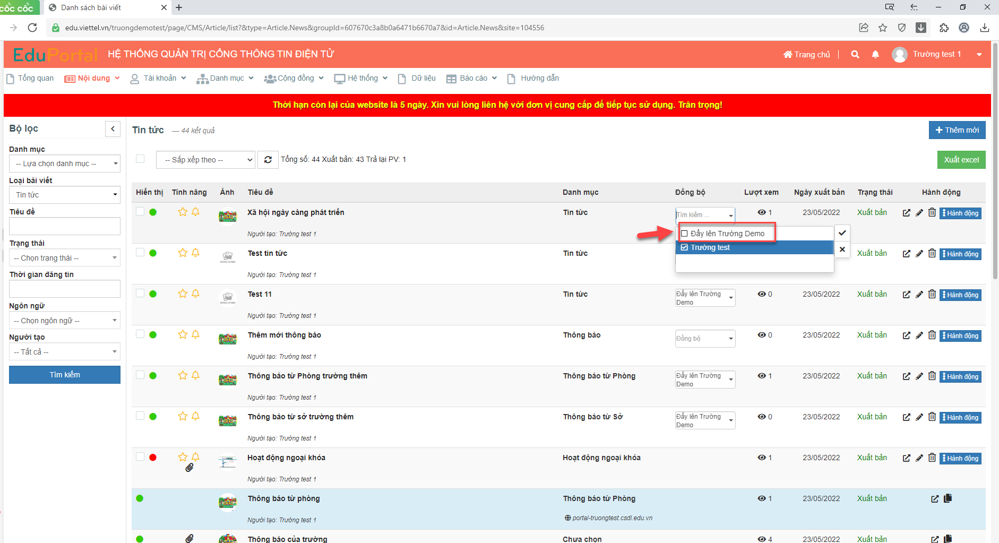 cốc cốc
Danh sách bài viết
edu.viettel.vn/truongdemotest/page/CMS/Article/list?&type=Article.News&groupId=607670c3a8b0a6471b6670a7&id=Article.News&site=104556
EduPortal HỆ THỐNG QUẢN TRỊ CỔNG THÔNG TIN ĐIỆN TỬ
Trang chủ
Trường test 1
Tổng quan Nội dung Tài khoản Danh mục Cộng đồng Hệ thống Dữ liệu Báo cáo Hướng dẫn
Thời hạn còn lại của website là 5 ngày. Xin vui lòng liên hệ với đơn vị cung cấp để tiếp tục sử dụng. Trân trọng!
Bộ lọc
Danh mục
-- Lựa chọn danh mục --
Loại bài viết
Tin tức
Tiêu đề
Trạng thái
-- Chọn trạng thái --
Thời gian đăng tin
Ngôn ngữ
-- Chọn ngôn ngữ --
Người tạo
-- Tất cả --
Tìm kiếm
Tin tức — 44 kết quả
Thêm mới
-- Sắp xếp theo --
Tổng số: 44 Xuất bản: 43 Trả lại PV: 1
Xuất excel
Hiển thị Tính năng Ảnh Tiêu đề Danh mục Đồng bộ Lượt xem Ngày xuất bản Trạng thái Hành động
Xã hội ngày càng phát triển Tin tức Tìm kiếm ... 1 23/05/2022 Xuất bản Hành động
Người tạo: Trường test 1
Đẩy lên Trường Demo
Trường test
Test tin tức Tin tức Xuất bản Hành động
Người tạo: Trường test 1
Test 11 Tin tức Đẩy lên Trường 0 23/05/2022 Xuất bản Hành động
Demo
Người tạo: Trường test 1
Thêm mới thông báo Thông báo Đồng bộ 0 23/05/2022 Xuất bản Hành động
Người tạo: Trường test 1
Thông báo từ Phòng trường thêm Thông báo từ Phòng Đẩy lên Trường 1 23/05/2022 Xuất bản Hành động
Demo
Người tạo: Trường test 1
Thông báo từ sở trường thêm Thông báo từ Sở Đẩy lên Trường 0 23/05/2022 Xuất bản Hành động
Demo
Người tạo: Trường test 1
Hoạt động ngoại khóa Hoạt động ngoại khóa 1 23/05/2022 Xuất bản Hành động
Người tạo: Trường test 1
Thông báo từ phòng Thông báo từ Phòng 1 23/05/2022 Xuất bản
Người tạo: Trường test 1
portal-truongtest.csdl.edu.vn
Thông báo của trường Chưa chọn 4 23/05/2022 Xuất bản